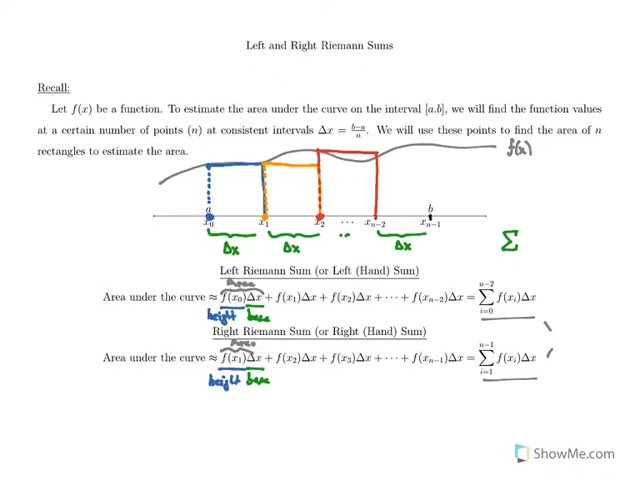 Left and Right Riemann Sums
Recall:
Let f(x) be a function. To estimate the area under the curve on the interval [a.b], we will find the function values
at a certain number of points (n) at consistent intervals Δx = \frac{b-a}{n}. We will use these points to find the area of n
rectangles to estimate the area.
f(x)
a b
x₀ x₁ x₂ ⋯ xₙ₋₂ xₙ₋₁
Δx Δx ·· Δx Σ
Left Riemann Sum (or Left (Hand) Sum)
Area
Area under the curve ≈ f(x₀)Δx + f(x₁)Δx + f(x₂)Δx + ⋯ + f(xₙ₋₂)Δx = \sum_{i=0}^{n-2} f(xᵢ)Δx
height base
Right Riemann Sum (or Right (Hand) Sum)
Area
Area under the curve ≈ f(x₁)Δx + f(x₂)Δx + f(x₃)Δx + ⋯ + f(xₙ₋₁)Δx = \sum_{i=1}^{n-1} f(xᵢ)Δx
height base
ShowMe.com